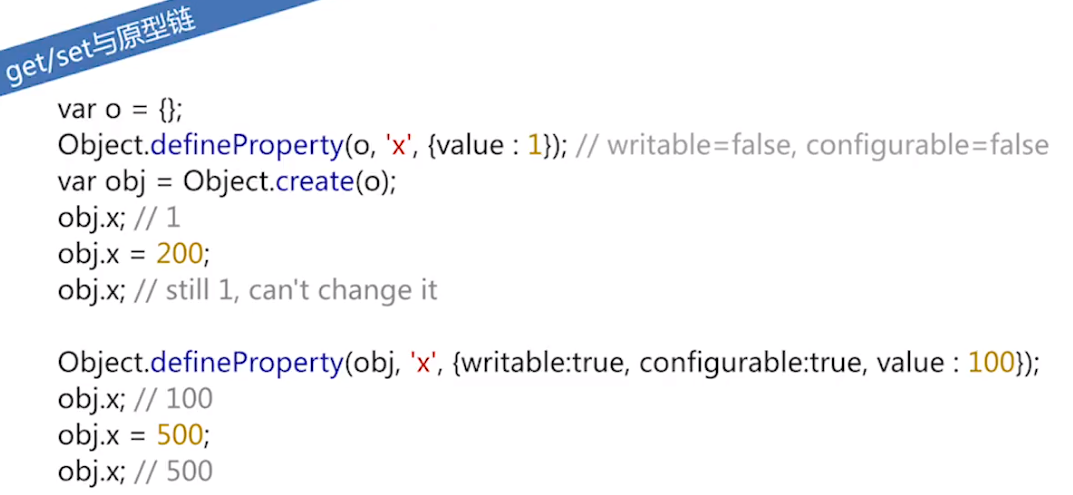 get/set与原型链
var o = {};
Object.defineProperty(o, 'x', {value : 1}); // writable=false, configurable=false
var obj = Object.create(o);
obj.x; // 1
obj.x = 200;
obj.x; // still 1, can't change it
Object.defineProperty(obj, 'x', {writable:true, configurable:true, value : 100});
obj.x; // 100
obj.x = 500;
obj.x; // 500